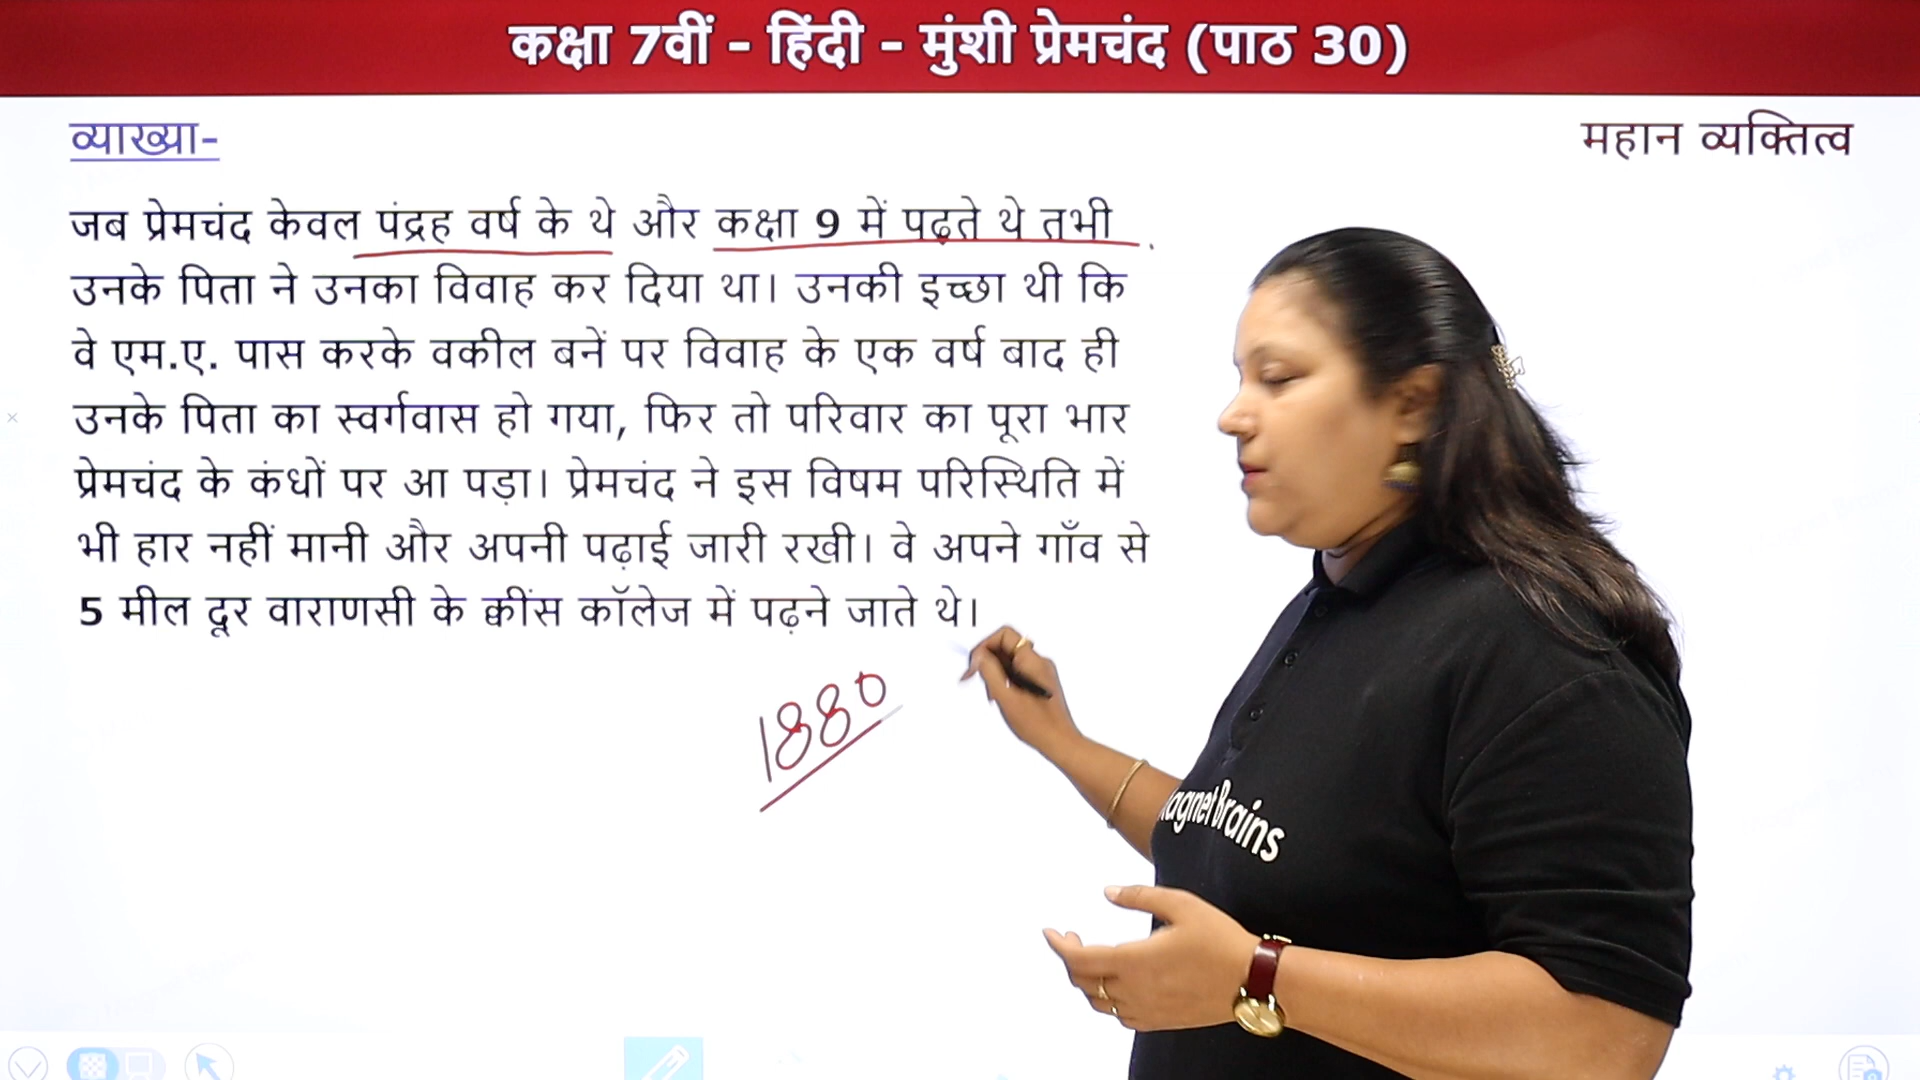 कक्षा 7वीं - हिंदी - मुंशी प्रेमचंद (पाठ 30)
व्याख्या-
महान व्यक्तित्व
जब प्रेमचंद केवल पंद्रह वर्ष के थे और कक्षा 9 में पढ़ते थे तभी
उनके पिता ने उनका विवाह कर दिया था। उनकी इच्छा थी कि
वे एम.ए. पास करके वकील बनें पर विवाह के एक वर्ष बाद ही
उनके पिता का स्वर्गवास हो गया, फिर तो परिवार का पूरा भार
प्रेमचंद के कंधों पर आ पड़ा। प्रेमचंद ने इस विषम परिस्थिति में
भी हार नहीं मानी और अपनी पढ़ाई जारी रखी। वे अपने गाँव से
5 मील दूर वाराणसी के क्वींस कॉलेज में पढ़ने जाते थे।
1880
agnet Brains